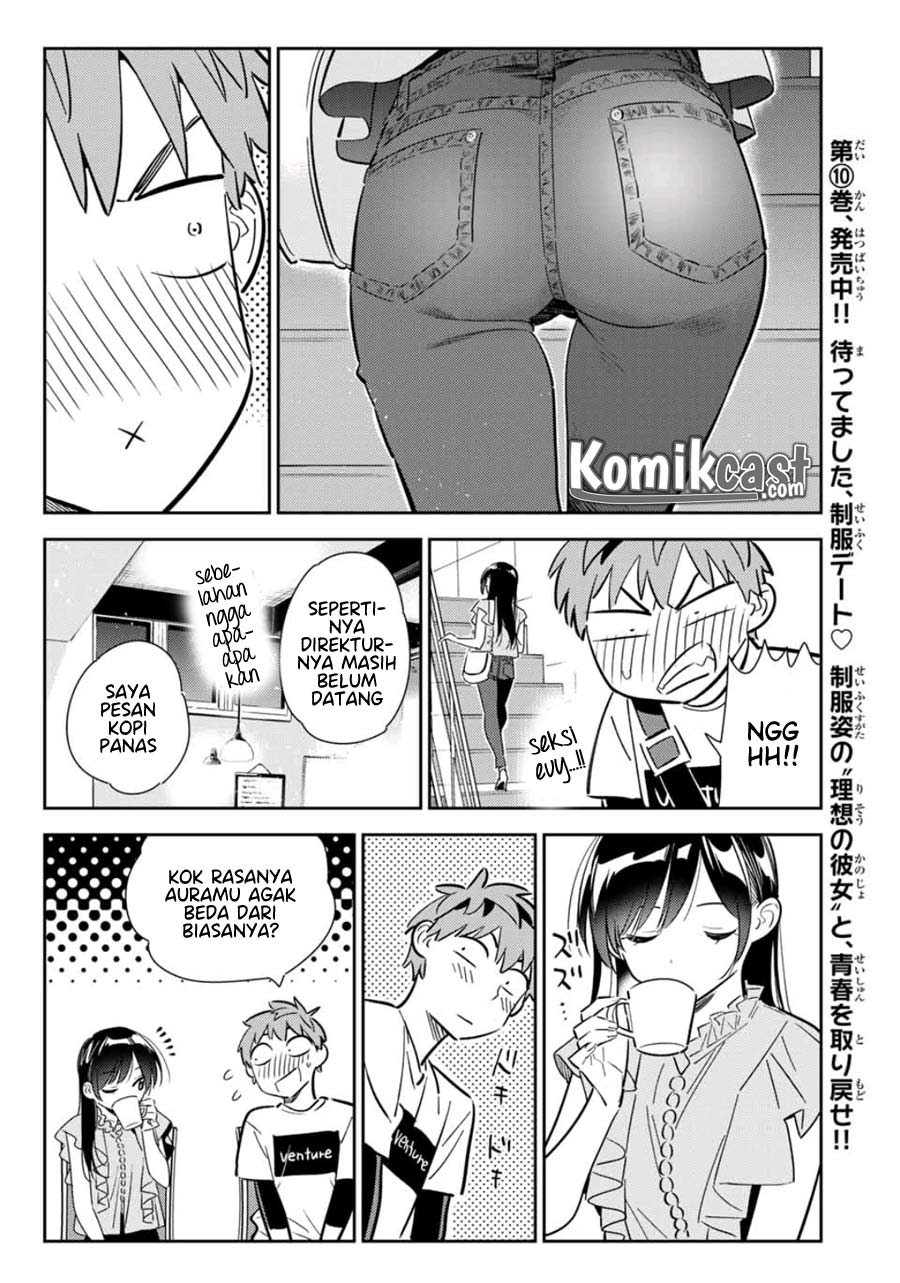 第⑩巻、発売中!! 待ってました、制服デート♡ 制服姿の〝理想の彼女〟と、青春を取り戻せ!!
Komikcast
.com
NGG
HH!!
seksi
euy...!!
SEPERTI-
NYA
DIREKTUR-
NYA MASIH
BELUM
DATANG
sebe-
lahan
ngga
apa-
apa
kan
SAYA
PESAN
KOPI
PANAS
ズズ
ドキドキ
venture
KOK RASANYA
AURAMU AGAK
BEDA DARI
BIASANYA?
venture